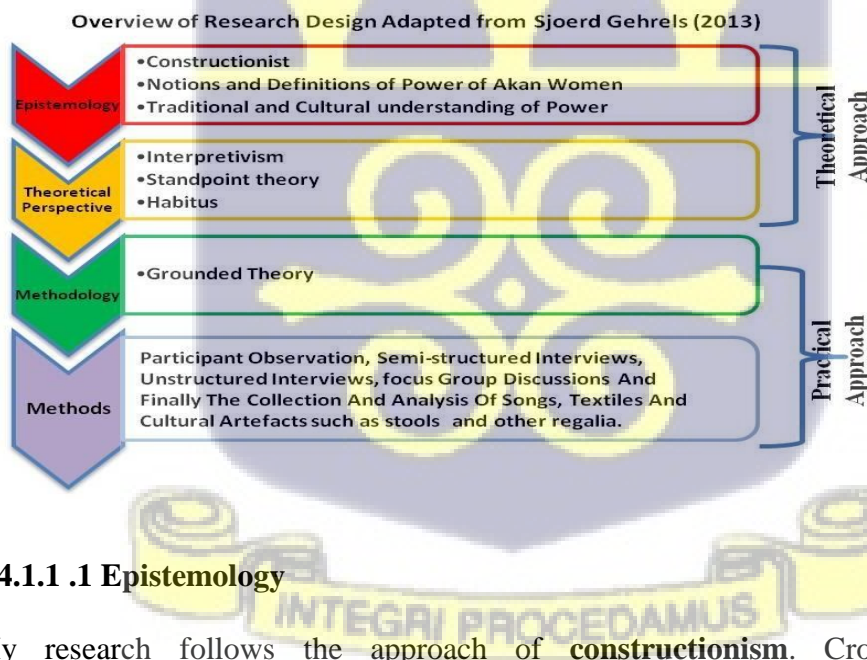 Overview of Research Design Adapted from Sjoerd Gehrels (2013)
Epistemology
•Constructionist
•Notions and Definitions of Power of Akan Women
•Traditional and Cultural understanding of Power
Theoretical
Perspective
•Interpretivism
•Standpoint theory
•Habitus
Theoretical
Approach
Methodology
•Grounded Theory
Methods
Participant Observation, Semi-structured Interviews,
Unstructured Interviews, focus Group Discussions And
Finally The Collection And Analysis Of Songs, Textiles And
Cultural Artefacts such as stools and other regalia.
Practical
Approach
4.1.1 .1 Epistemology
INTEGRI PROCEDAMUS
research follows the approach of constructionism.